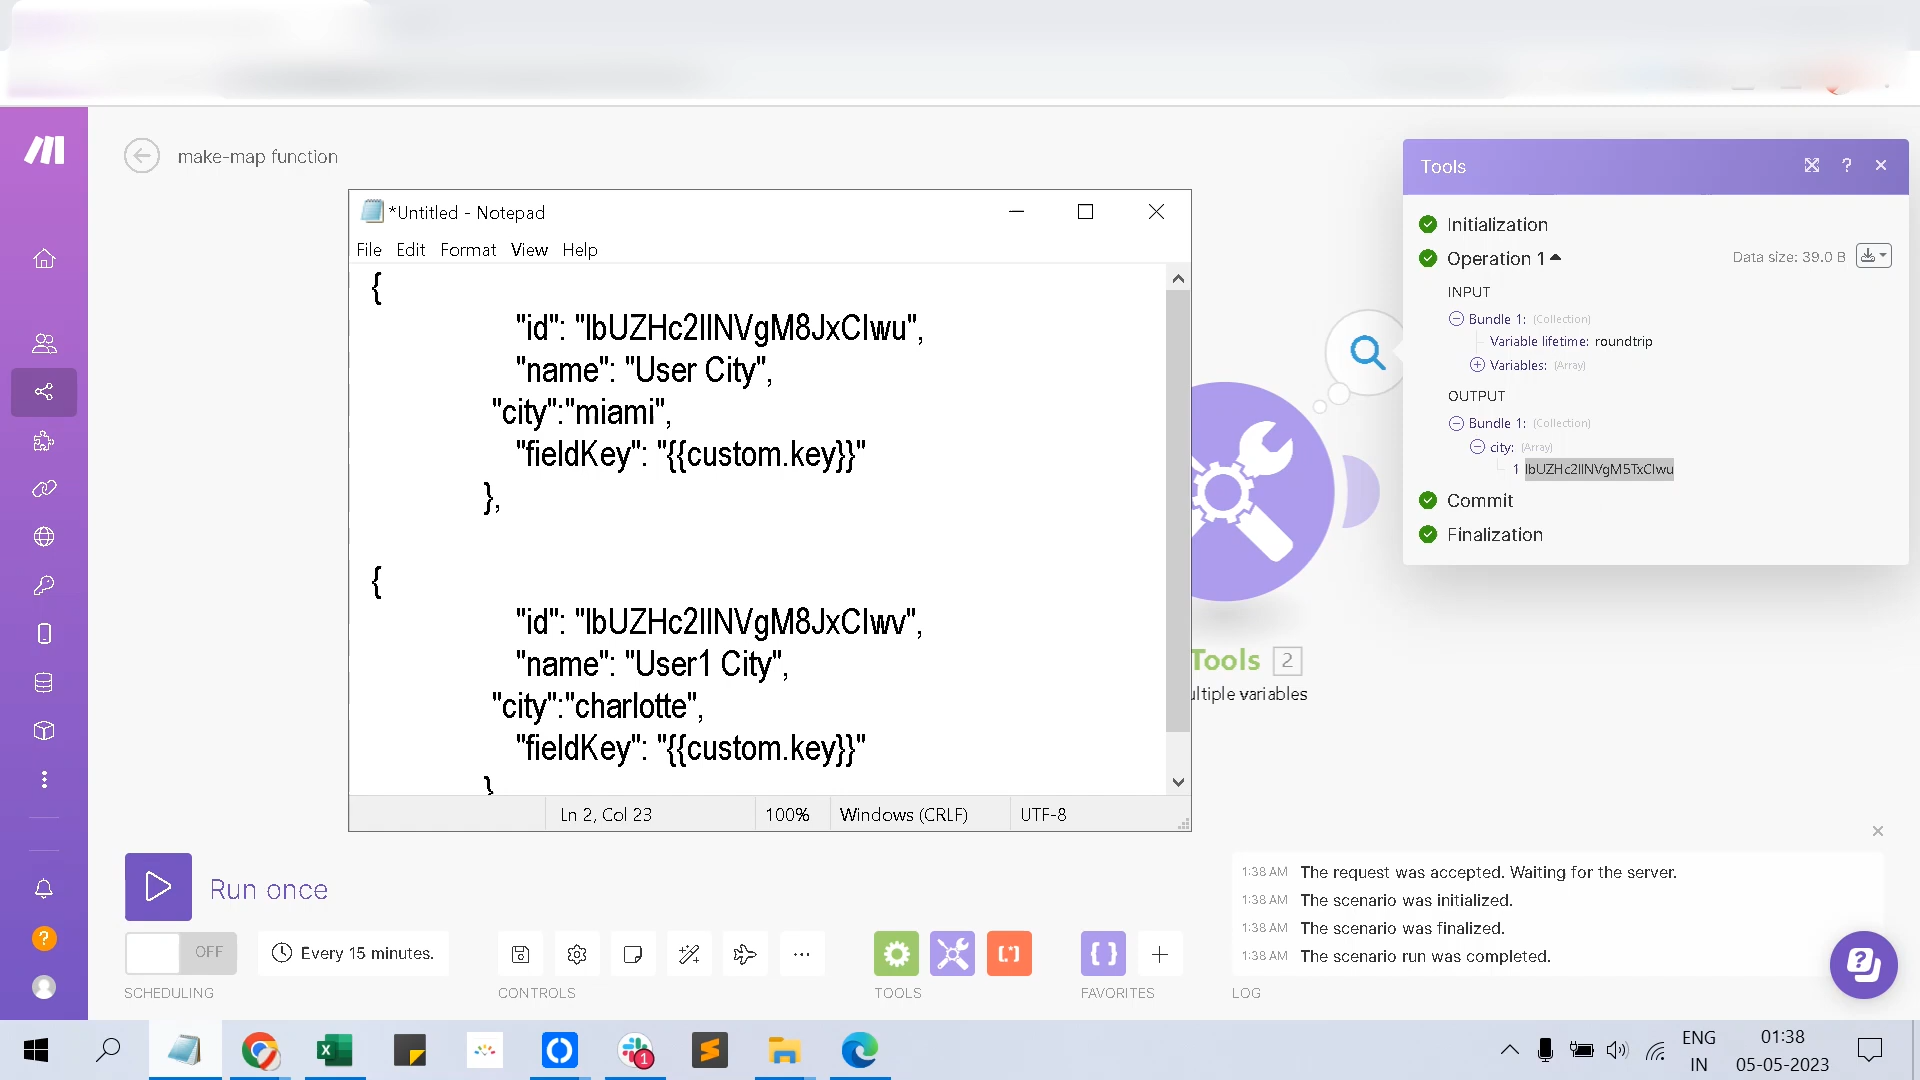 make-map function
*Untitled - Notepad
File Edit Format View Help
{
"id": "lbUZHc2IlNVgM8JxCIwu",
"name": "User City",
"city":"miami",
"fieldKey": "{{custom.key}}"
},
{
"id": "lbUZHc2IlNVgM8JxCIwv",
"name": "User1 City",
"city":"charlotte",
"fieldKey": "{{custom.key}}"
}
Ln 2, Col 23
100%
Windows (CRLF)
UTF-8
Tools
?
Initialization
Operation 1
Data size: 39.0 B
INPUT
Bundle 1: (Collection)
Variable lifetime: roundtrip
Variables: (Array)
OUTPUT
Bundle 1: (Collection)
city: (Array)
1 lbUZHc2IlNVgM5TxCIwu
Commit
Finalization
Tools 2
ultiple variables
Run once
OFF
Every 15 minutes.
SCHEDULING
CONTROLS
TOOLS
FAVORITES
1:38 AM The request was accepted. Waiting for the server.
1:38 AM The scenario was initialized.
1:38 AM The scenario was finalized.
1:38 AM The scenario run was completed.
LOG
1
ENG
IN
01:38
05-05-2023